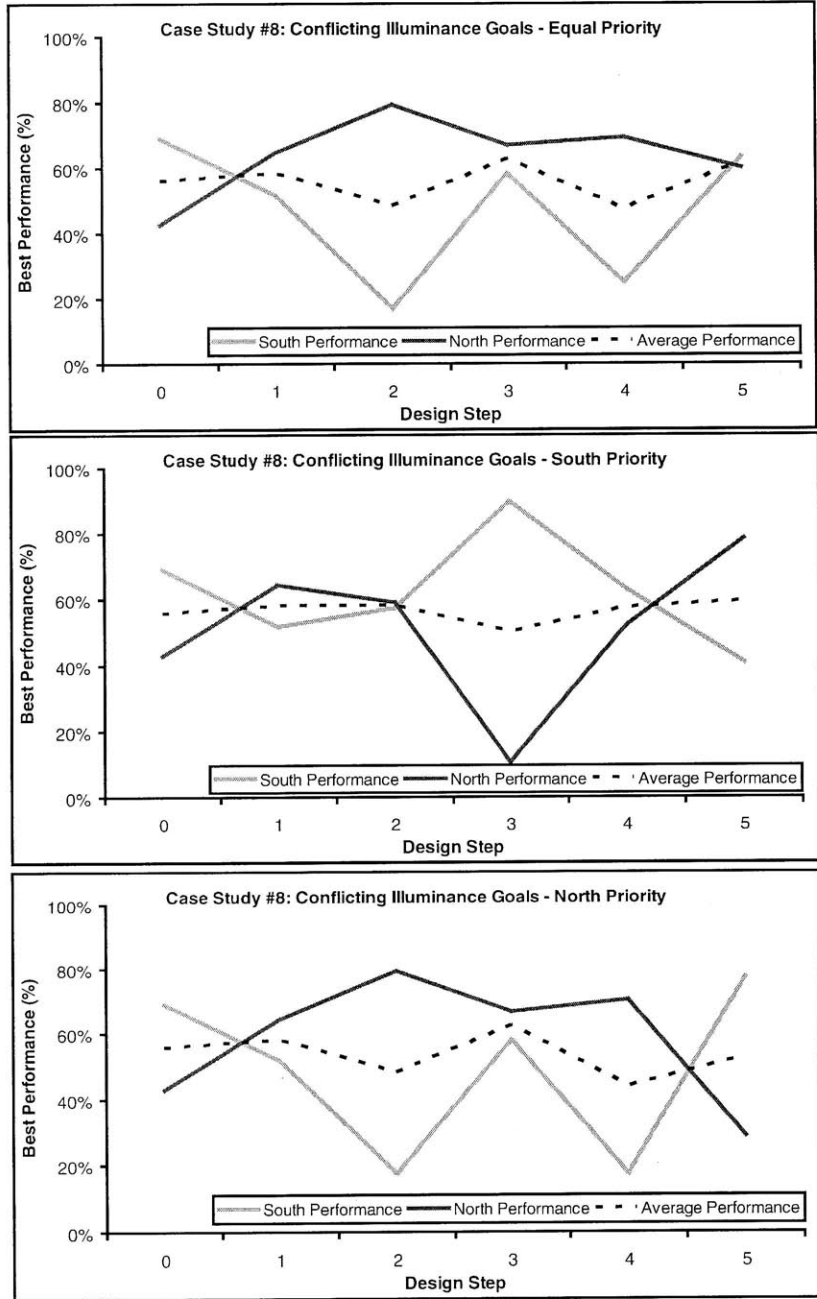 Case Study #8: Conflicting Illuminance Goals - Equal Priority
100%
80%
60%
40%
20%
0%
Best Performance (%)
South Performance North Performance Average Performance
0 1 2 3 4 5
Design Step
Case Study #8: Conflicting Illuminance Goals - South Priority
100%
80%
60%
40%
20%
0%
Best Performance (%)
South Performance North Performance Average Performance
0 1 2 3 4 5
Design Step
Case Study #8: Conflicting Illuminance Goals - North Priority
100%
80%
60%
40%
20%
0%
Best Performance (%)
South Performance North Performance Average Performance
0 1 2 3 4 5
Design Step